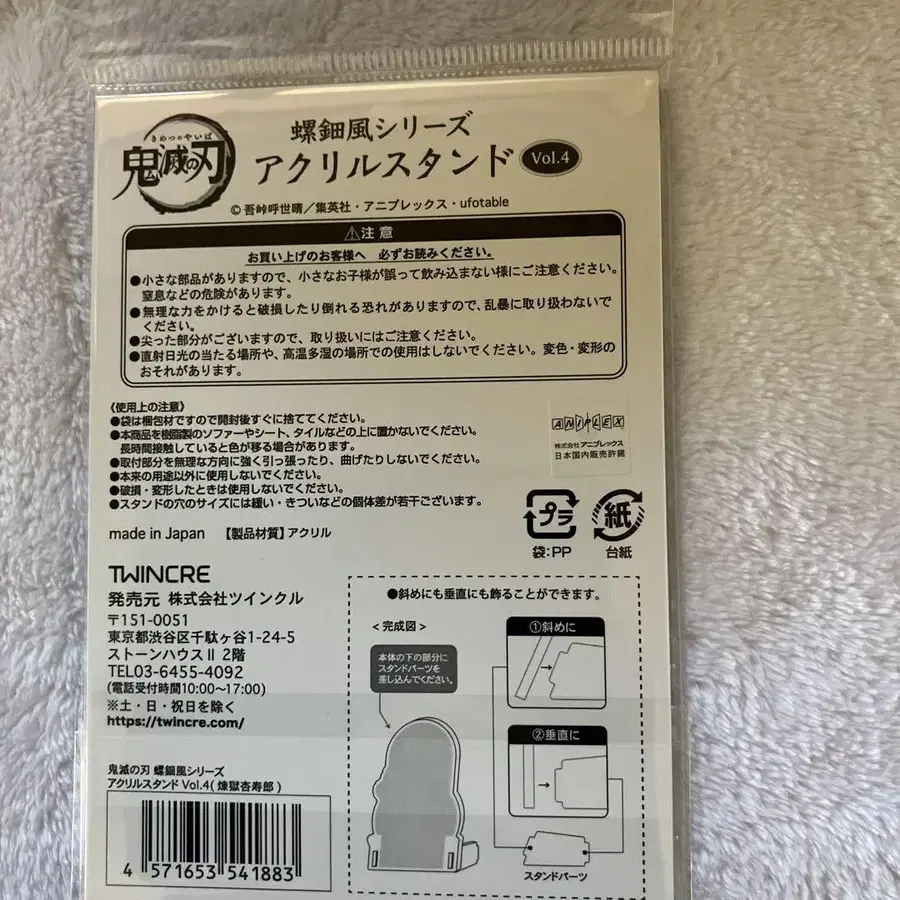 きめつのやいば
鬼滅の刃
螺鈿風シリーズ
アクリルスタンド Vol.4
©吾峠呼世晴／集英社・アニプレックス・ufotable
⚠注意
お買い上げのお客様へ 必ずお読みください。
●小さな部品がありますので、小さなお子様が誤って飲み込まない様にご注意ください。
窒息などの危険があります。
●無理な力をかけると破損したり倒れる恐れがありますので、乱暴に取り扱わないで
ください。
●尖った部分がございますので、取り扱いにはご注意ください。
●直射日光の当たる場所や、高温多湿の場所での使用はしないでください。変色・変形の
おそれがあります。
《使用上の注意》
●袋は梱包材ですので開封後すぐに捨ててください。
●本商品を樹脂製のソファーやシート、タイルなどの上に置かないでください。
長時間接触していると色が移る場合があります。
●取付部分を無理な方向に強く引っ張ったり、曲げたりしないでください。
●本来の用途以外に使用しないでください。
●破損・変形したときは使用しないでください。
●スタンドの穴のサイズには緩い・きついなどの個体差が若干ございます。
ANIPLEX
株式会社アニプレックス
日本国内販売許諾
made in Japan 【製品材質】アクリル
プラ
袋:PP
紙
台紙
TWINCRE
発売元 株式会社ツインクル
〒151-0051
東京都渋谷区千駄ヶ谷1-24-5
ストーンハウスⅡ 2階
TEL03-6455-4092
(電話受付時間10:00〜17:00)
※土・日・祝日を除く
https://twincre.com/
●斜めにも垂直にも飾ることができます。
<完成図>
本体の下の部分に
スタンドパーツを
差し込んでください。
①斜めに
②垂直に
スタンドパーツ
鬼滅の刃 螺鈿風シリーズ
アクリルスタンド Vol.4(煉獄杏寿郎)
4 571653 541883